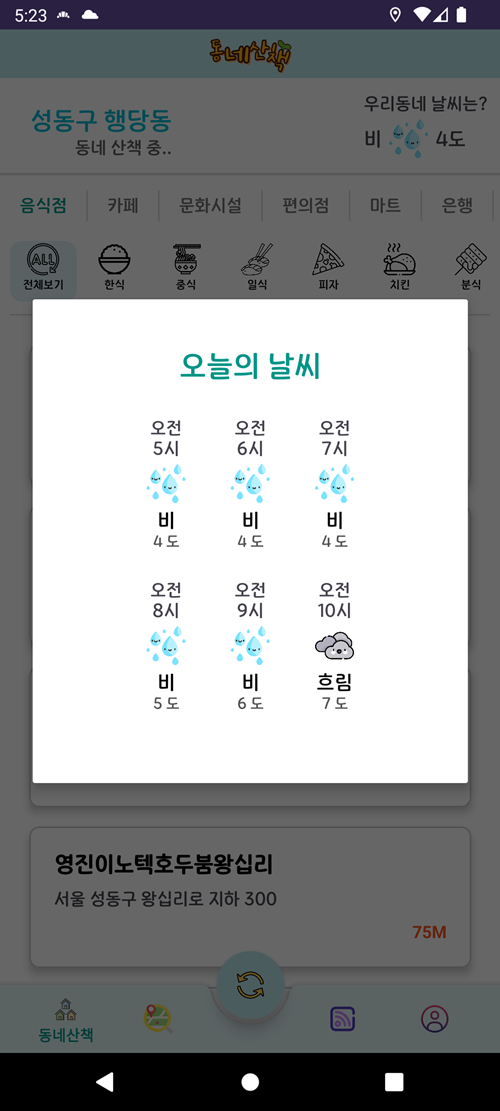 5:23
동네산책
우리동네 날씨는?
성동구 행당동
비 4도
동네 산책 중..
음식점 카페 문화시설 편의점 마트 은행
ALL
전체보기 한식 중식 일식 피자 치킨 분식
오늘의 날씨
오전 오전 오전
5시 6시 7시
비 비 비
4 도 4 도 4 도
오전 오전 오전
8시 9시 10시
비 비 흐림
5 도 6 도 7 도
영진이노텍호두붐왕십리
서울 성동구 왕십리로 지하 300
75M
동네산책